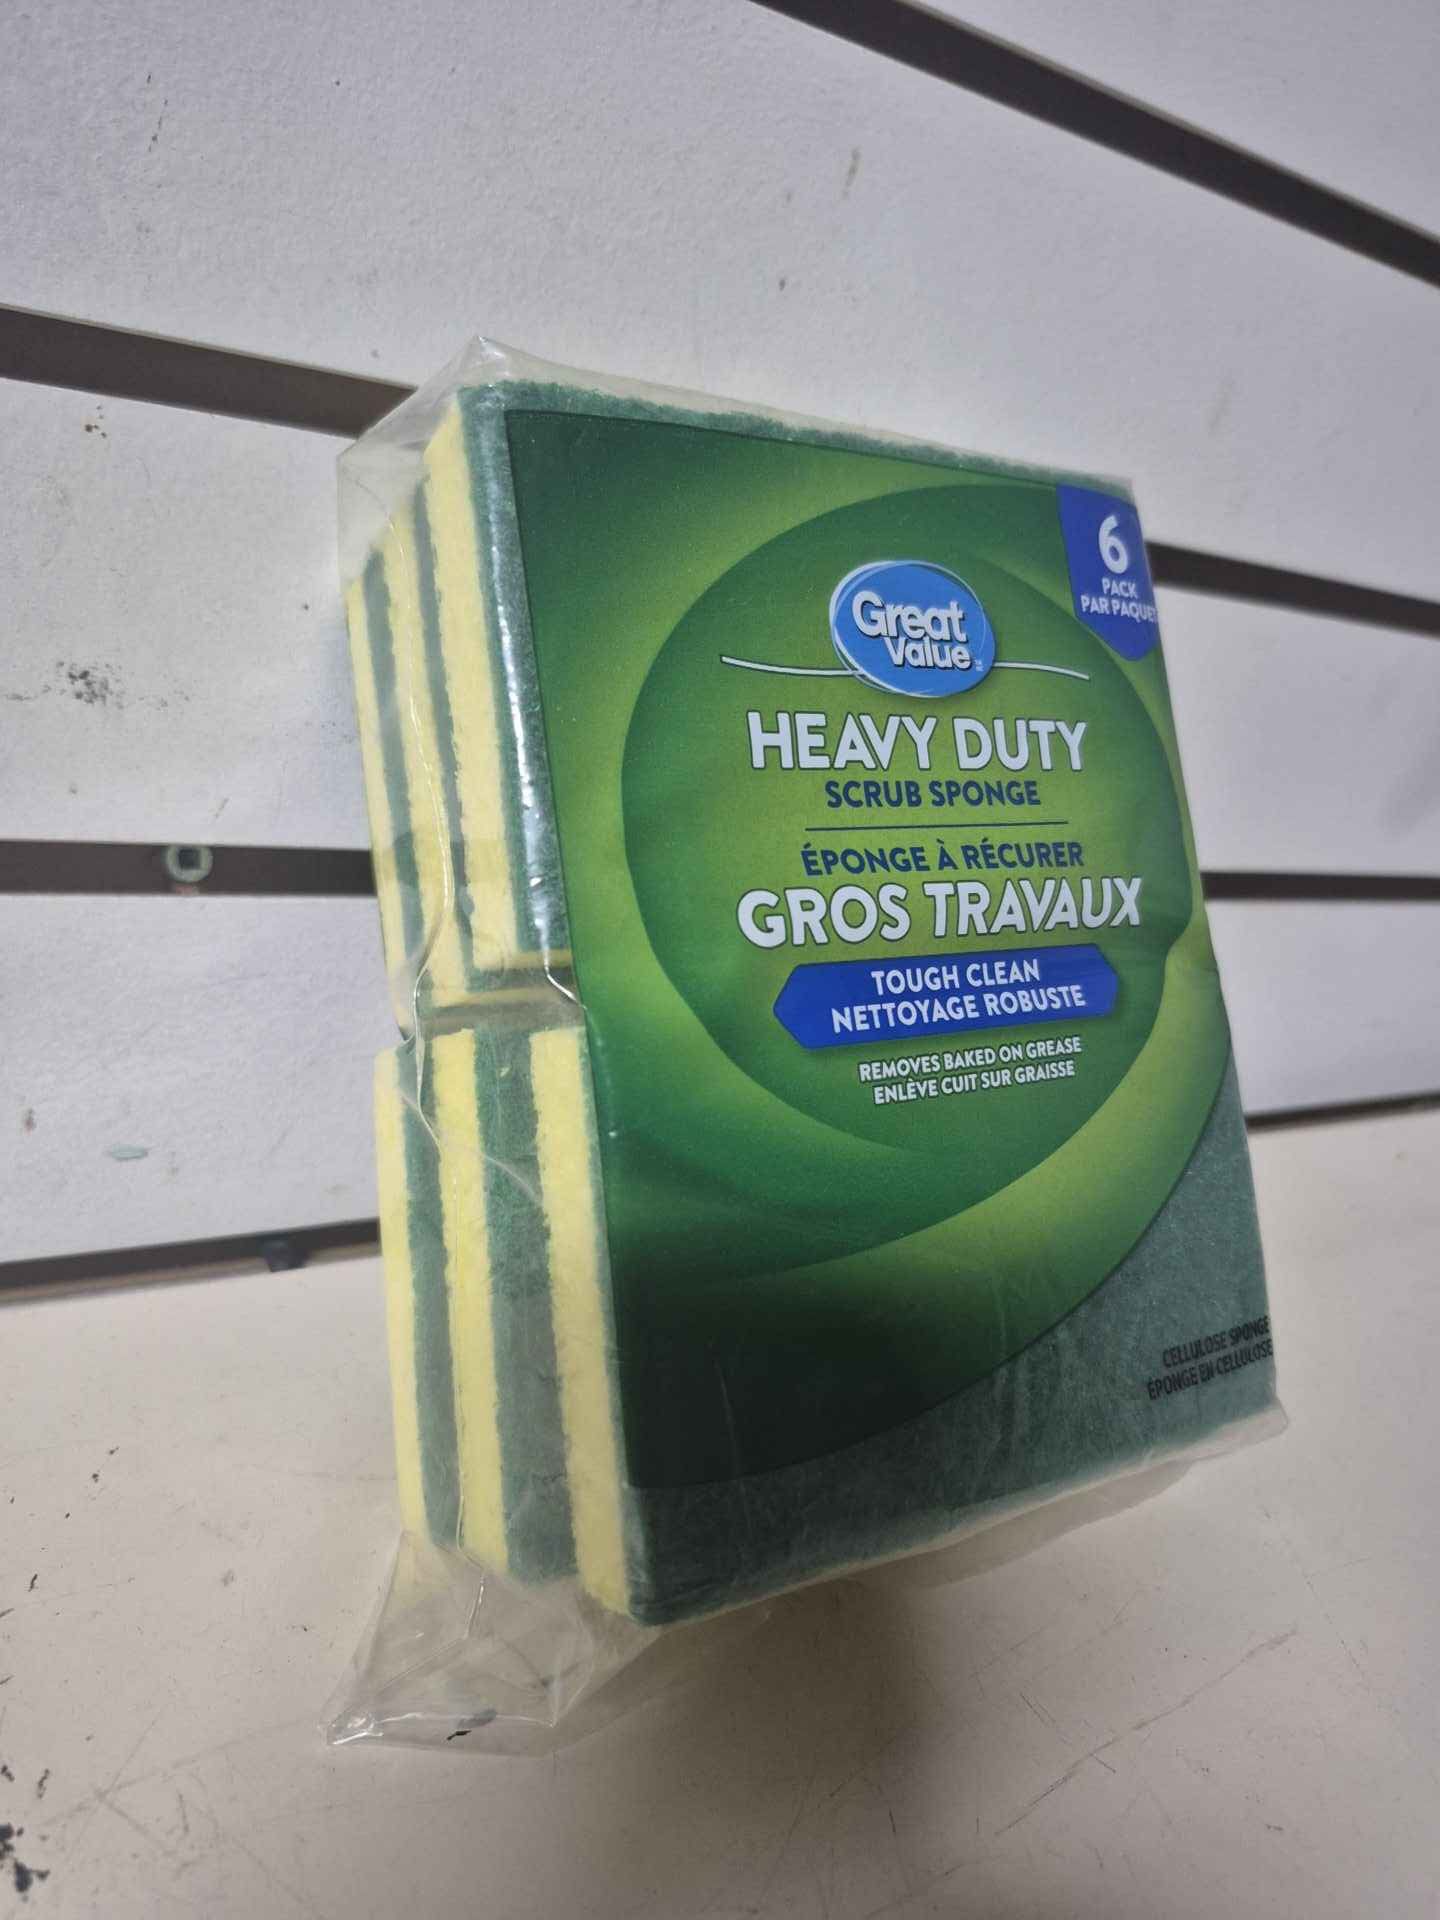 6
PACK
PAR PAQUET
Great
Value
HEAVY DUTY
SCRUB SPONGE
ÉPONGE À RÉCURER
GROS TRAVAUX
TOUGH CLEAN
NETTOYAGE ROBUSTE
REMOVES BAKED ON GREASE
ENLÈVE CUIT SUR GRAISSE
CELLULOSE SPONGE
ÉPONGE EN CELLULOSE